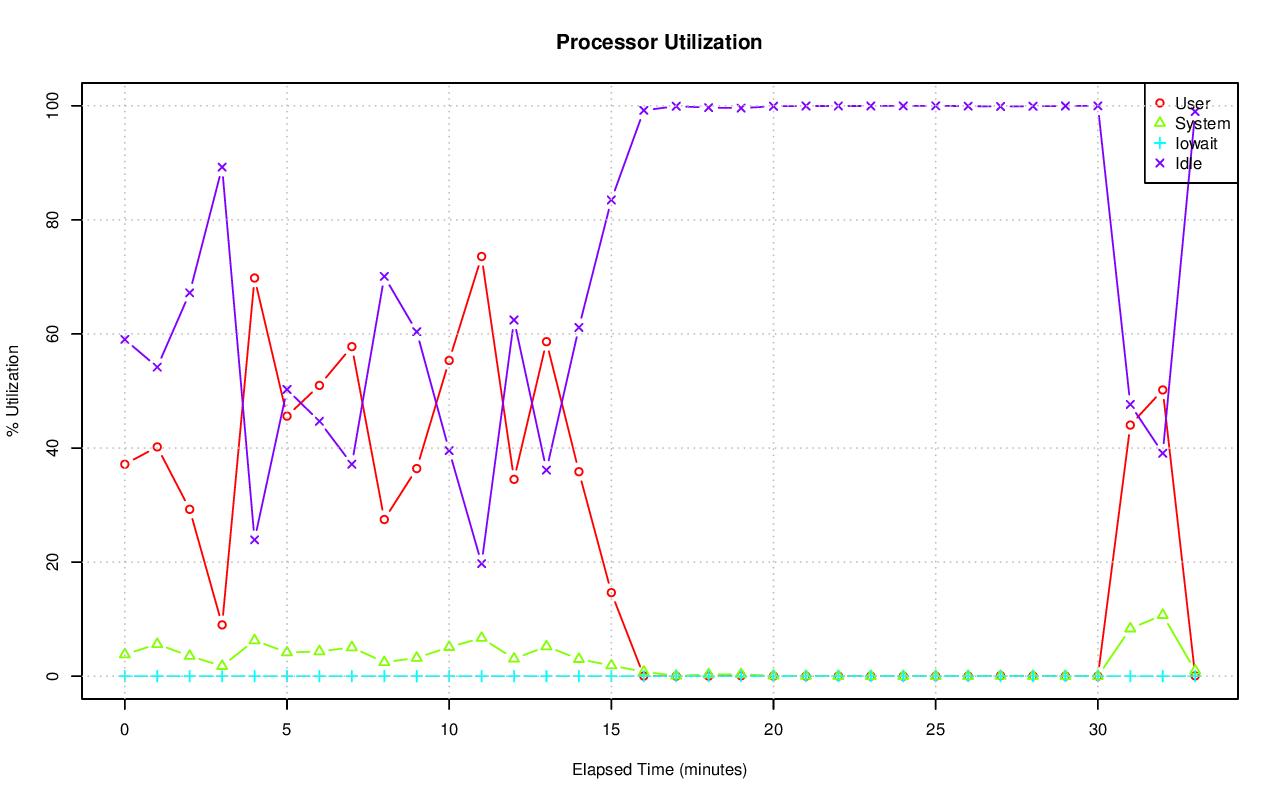 Processor Utilization
% Utilization
100
80
60
40
20
0
User
System
Iowait
Idle
0 5 10 15 20 25 30
Elapsed Time (minutes)